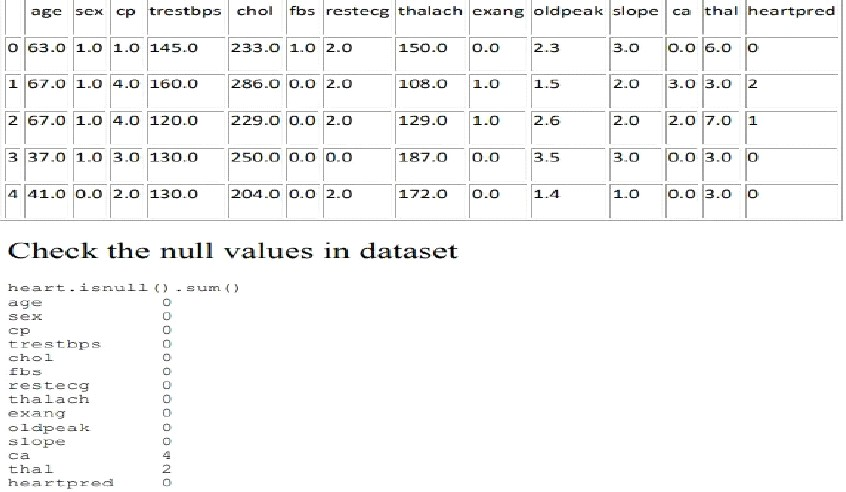 age sex cp trestbps chol fbs restecg thalach exang oldpeak slope ca thal heartpred
0 63.0 1.0 1.0 145.0 233.0 1.0 2.0 150.0 0.0 2.3 3.0 0.0 6.0 0
1 67.0 1.0 4.0 160.0 286.0 0.0 2.0 108.0 1.0 1.5 2.0 3.0 3.0 2
2 67.0 1.0 4.0 120.0 229.0 0.0 2.0 129.0 1.0 2.6 2.0 2.0 7.0 1
3 37.0 1.0 3.0 130.0 250.0 0.0 0.0 187.0 0.0 3.5 3.0 0.0 3.0 0
4 41.0 0.0 2.0 130.0 204.0 0.0 2.0 172.0 0.0 1.4 1.0 0.0 3.0 0
Check the null values in dataset
heart.isnull().sum()
age 0
sex 0
cp 0
trestbps 0
chol 0
fbs 0
restecg 0
thalach 0
exang 0
oldpeak 0
slope 0
ca 4
thal 2
heartpred 0